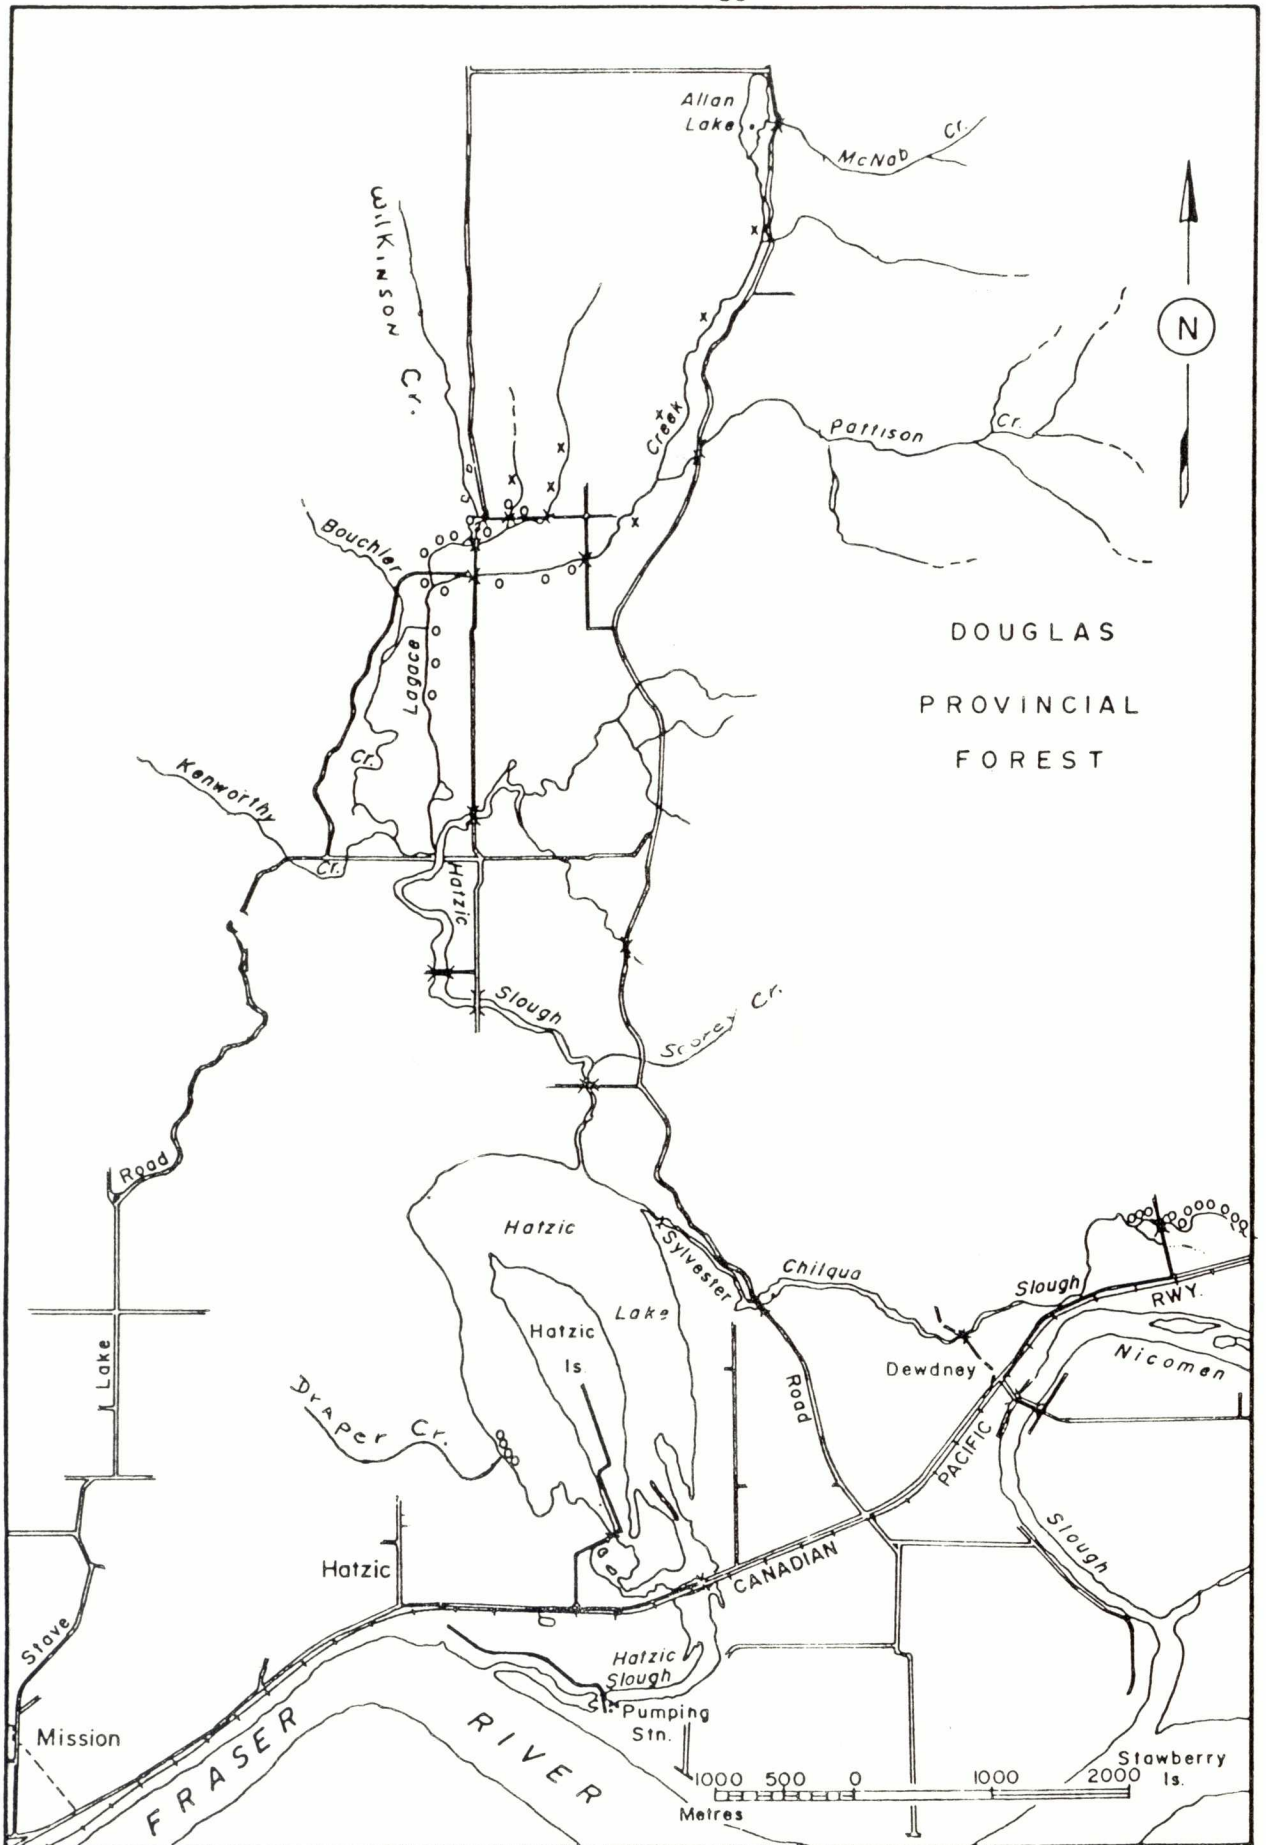 Allan
Lake
McNab
Cr.
WILKINSON Cr.
N
Creek
Pattison
Cr.
Bouchier
DOUGLAS
PROVINCIAL
FOREST
Lagace
Cr.
Kenworthy
Cr.
Hatzic
Slough
Scorey Cr.
Road
Hatzic
Sylvester
Chilqua
Slough
RWY.
Lake
Hatzic
Is.
Lake
Nicomen
Dewdney
Road
Draper Cr.
PACIFIC
Slough
Hatzic
CANADIAN
Stave
Hatzic
Slough
Mission
Pumping
Stn.
FRASER
RIVER
Stawberry
Is.
1000 500 0 1000 2000
Metres